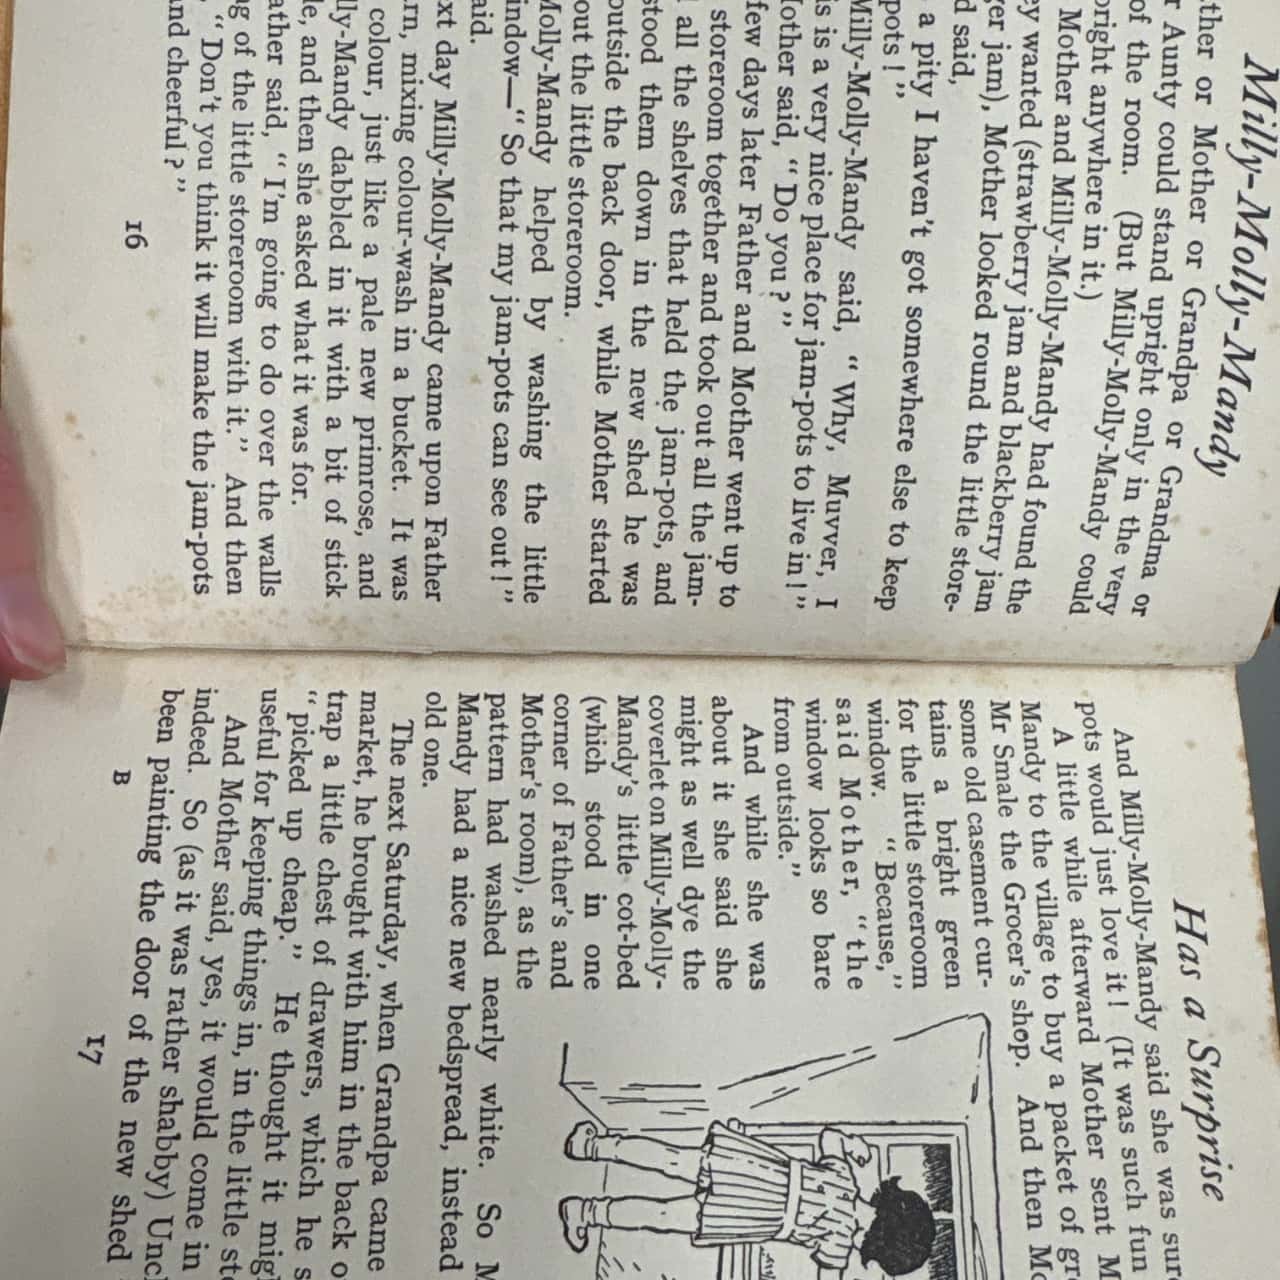 Milly-Molly-Mandy
or Mother or Grandpa or Grandma or
Aunty could stand upright only in the very
of the room. (But Milly-Molly-Mandy could
anywhere in it.)
Mother and Milly-Molly-Mandy had found the
wanted (strawberry jam and blackberry jam
jam), Mother looked round the little store-
said,
a pity I haven't got somewhere else to keep
pots!"
Milly-Molly-Mandy said, "Why, Muvver, I
is a very nice place for jam-pots to live in!"
Mother said, "Do you?"
few days later Father and Mother went up to
storeroom together and took out all the jam-
all the shelves that held the jam-pots, and
stood them down in the new shed he was
outside the back door, while Mother started
out the little storeroom.
Molly-Mandy helped by washing the little
window—"So that my jam-pots can see out!"
day Milly-Molly-Mandy came upon Father
mixing colour-wash in a bucket. It was
colour, just like a pale new primrose, and
Mandy dabbled in it with a bit of stick
and then she asked what it was for.
said, "I'm going to do over the walls
of the little storeroom with it." And then
"Don't you think it will make the jam-pots
and cheerful?"
16
Has a Surprise
And Milly-Molly-Mandy said she was
pots would just love it! (It was such fun
A little while afterward Mother sent
Mandy to the village to buy a packet of
Mr Smale the Grocer's shop. And then
some old casement cur-
tains a bright green
for the little storeroom
window. "Because,"
said Mother, "the
window looks so bare
from outside."
And while she was
about it she said she
might as well dye the
coverlet on Milly-Molly-
Mandy's little cot-bed
(which stood in one
corner of Father's and
Mother's room), as the
pattern had washed nearly white. So
Mandy had a nice new bedspread, instead
old one.
The next Saturday, when Grandpa came
market, he brought with him in the back
trap a little chest of drawers, which he
"picked up cheap." He thought it
useful for keeping things in, in the little
And Mother said, yes, it would come in
indeed. So (as it was rather shabby)
been painting the door of the new shed
B
17